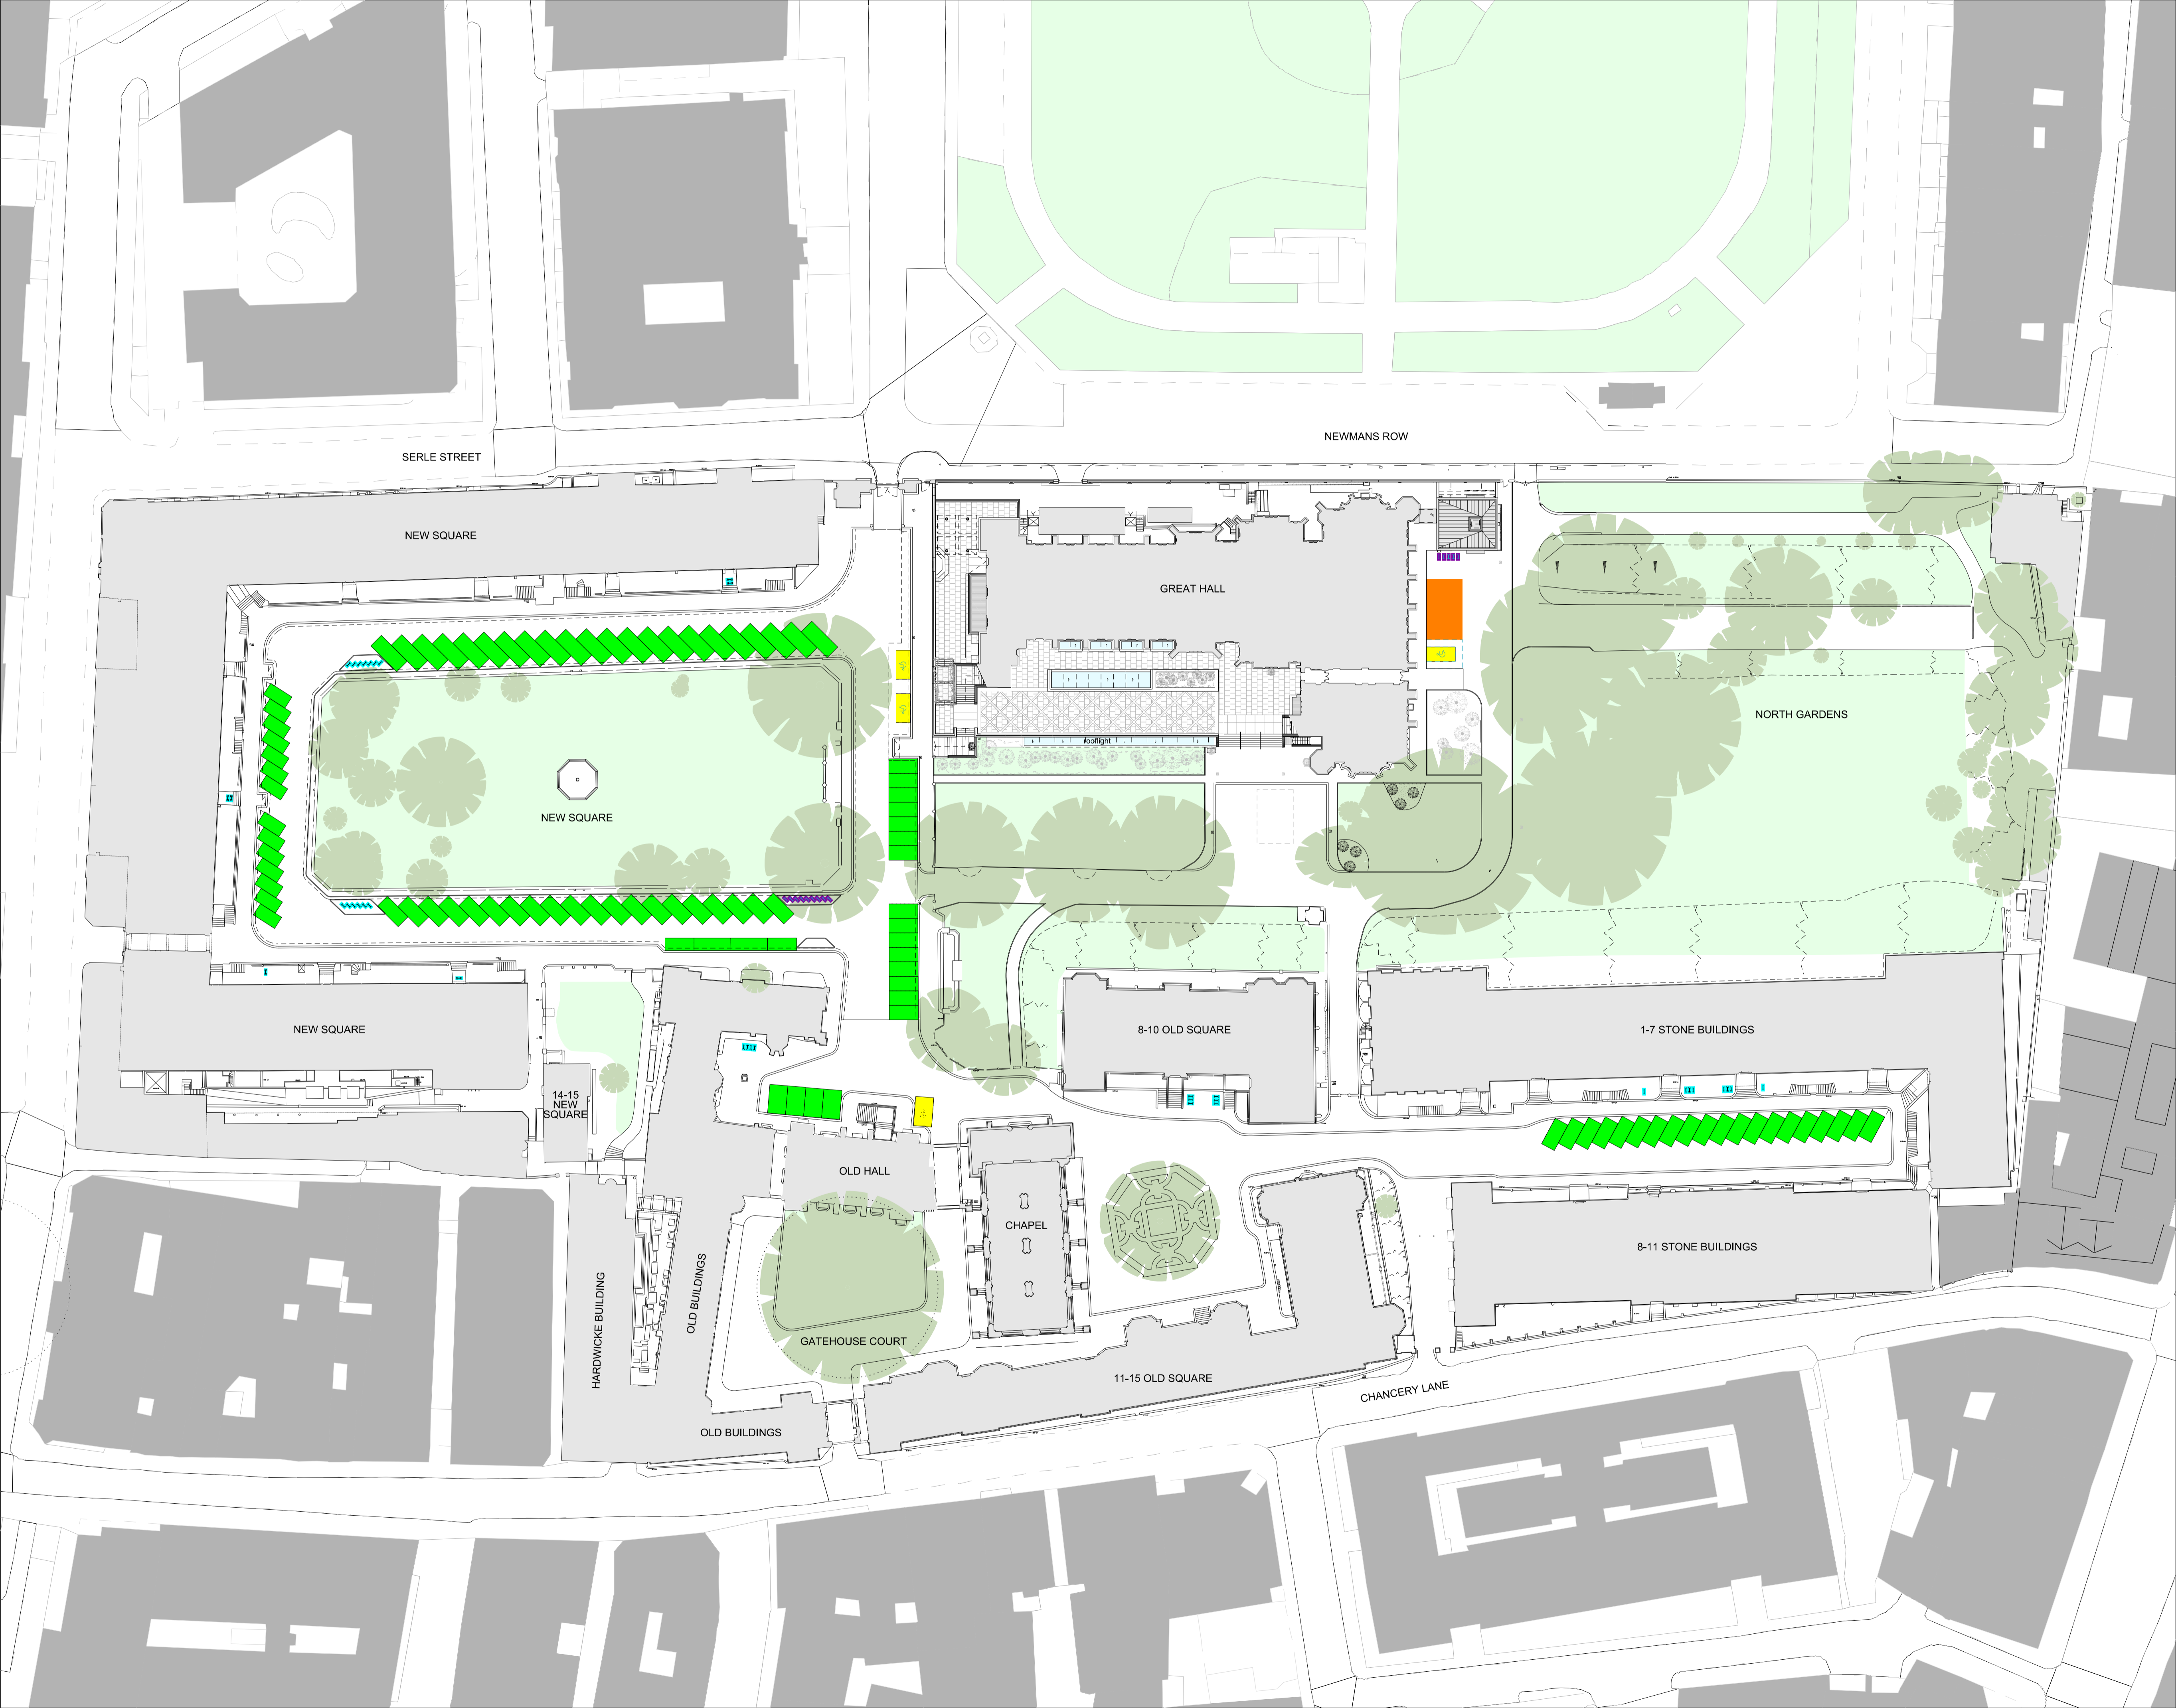 NEWMANS ROW
SERLE STREET
NEW SQUARE
GREAT HALL
NORTH GARDENS
rooflight
NEW SQUARE
NEW SQUARE
8-10 OLD SQUARE
1-7 STONE BUILDINGS
14-15
NEW
SQUARE
OLD HALL
CHAPEL
8-11 STONE BUILDINGS
HARDWICKE BUILDING
OLD BUILDINGS
GATEHOUSE COURT
11-15 OLD SQUARE
CHANCERY LANE
OLD BUILDINGS